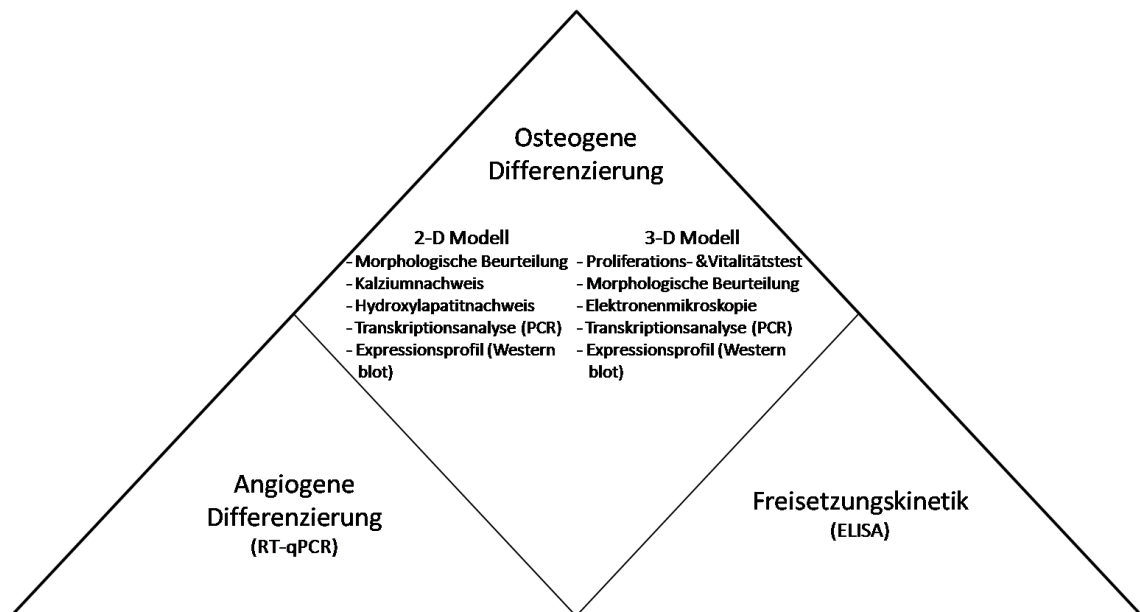 Osteogene
Differenzierung
2-D Modell
- Morphologische Beurteilung
- Kalziumnachweis
- Hydroxylapatitnachweis
- Transkriptionsanalyse (PCR)
- Expressionsprofil (Western
blot)
3-D Modell
- Proliferations- &Vitalitätstest
- Morphologische Beurteilung
- Elektronenmikroskopie
- Transkriptionsanalyse (PCR)
- Expressionsprofil (Western
blot)
Angiogene
Differenzierung
(RT-qPCR)
Freisetzungskinetik
(ELISA)